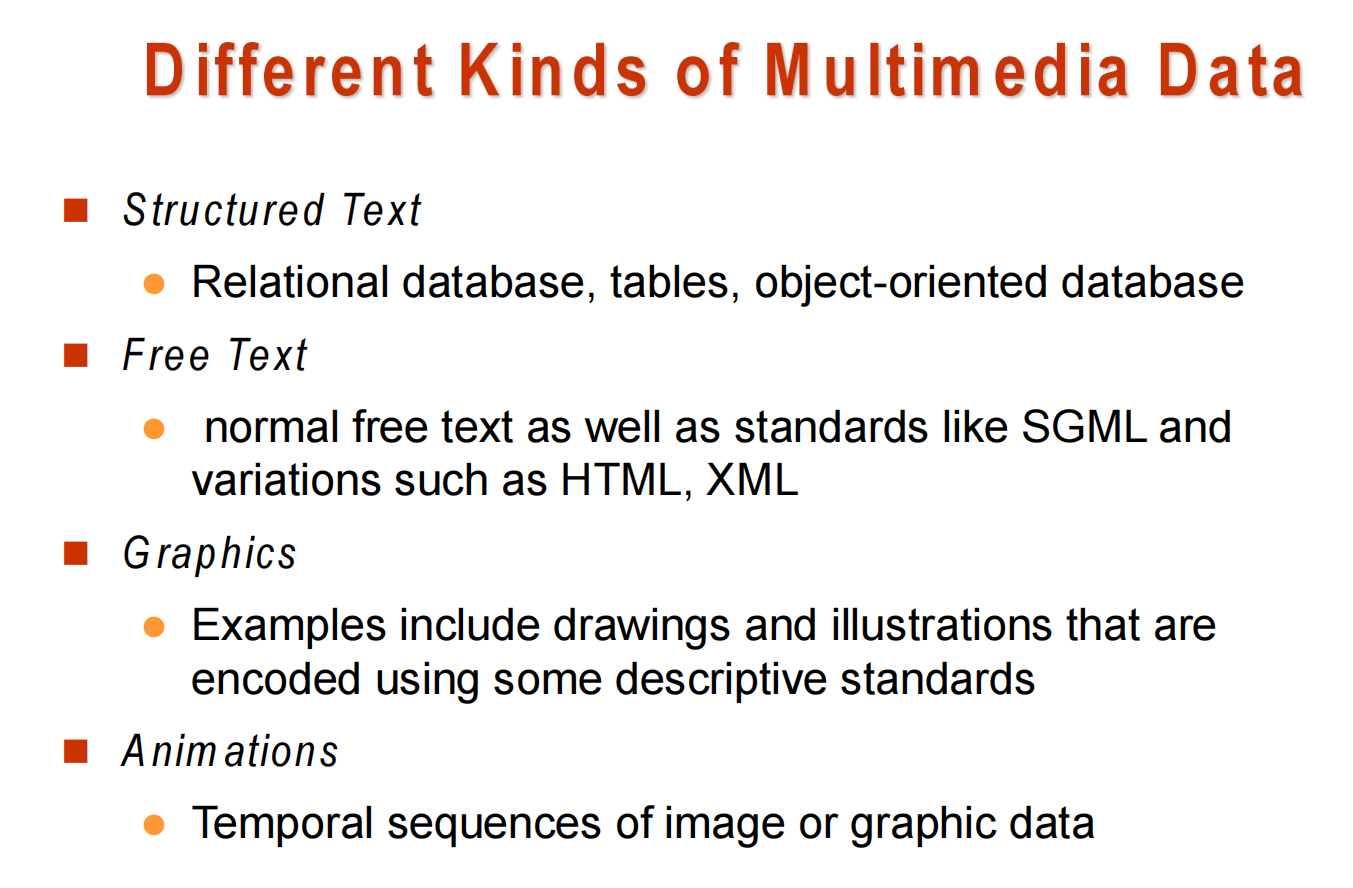 Different Kinds of Multimedia Data
Structured Text
Relational database, tables, object-oriented database
Free Text
normal free text as well as standards like SGML and
variations such as HTML, XML
Graphics
Examples include drawings and illustrations that are
encoded using some descriptive standards
Animations
Temporal sequences of image or graphic data